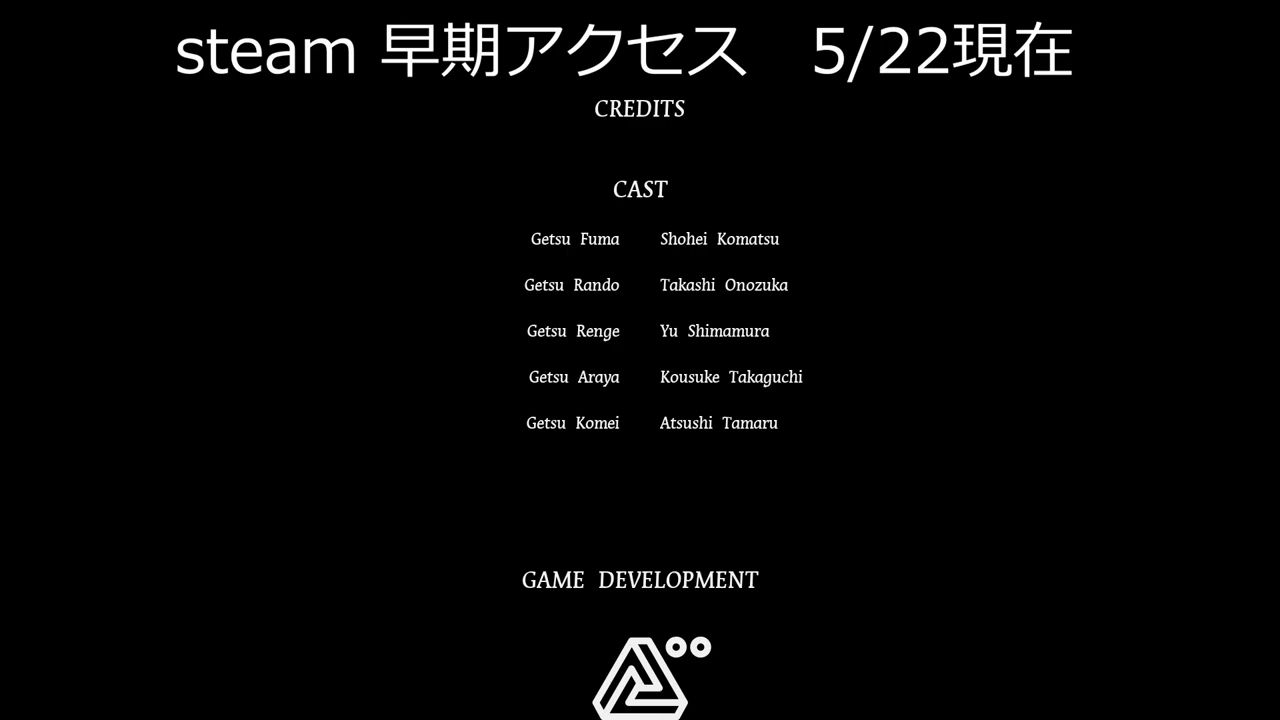 steam 早期アクセス　5/22現在
CREDITS
CAST
Getsu Fuma Shohei Komatsu
Getsu Rando Takashi Onozuka
Getsu Renge Yu Shimamura
Getsu Araya Kousuke Takaguchi
Getsu Komei Atsushi Tamaru
GAME DEVELOPMENT